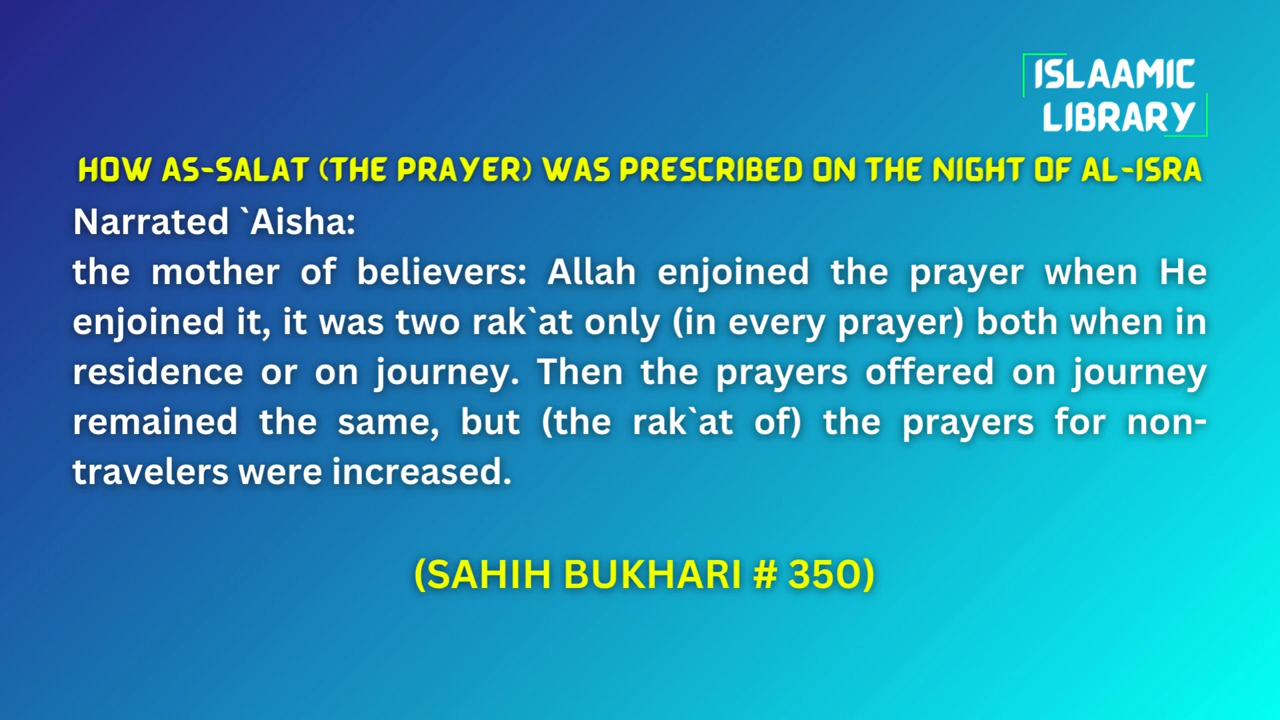 ISLAAMIC
LIBRARY
HOW AS-SALAT (THE PRAYER) WAS PRESCRIBED ON THE NIGHT OF AL-ISRA
Narrated `Aisha:
the mother of believers: Allah enjoined the prayer when He
enjoined it, it was two rak`at only (in every prayer) both when in
residence or on journey. Then the prayers offered on journey
remained the same, but (the rak`at of) the prayers for non-
travelers were increased.
(SAHIH BUKHARI # 350)